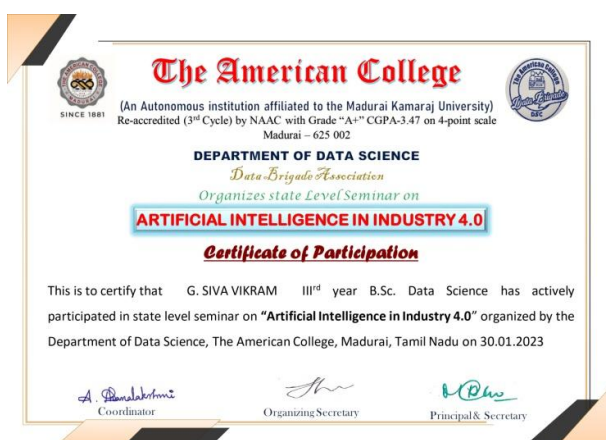 The American College
(An Autonomous institution affiliated to the Madurai Kamaraj University)
Re-accredited (3rd Cycle) by NAAC with Grade “A+” CGPA-3.47 on 4-point scale
Madurai – 625 002
SINCE 1881
DEPARTMENT OF DATA SCIENCE
Data-Brigade Association
Organizes state Level Seminar on
ARTIFICIAL INTELLIGENCE IN INDUSTRY 4.0
Certificate of Participation
This is to certify that G. SIVA VIKRAM IIIrd year B.Sc. Data Science has actively
participated in state level seminar on “Artificial Intelligence in Industry 4.0” organized by the
Department of Data Science, The American College, Madurai, Tamil Nadu on 30.01.2023
Coordinator
Organizing Secretary
Principal & Secretary